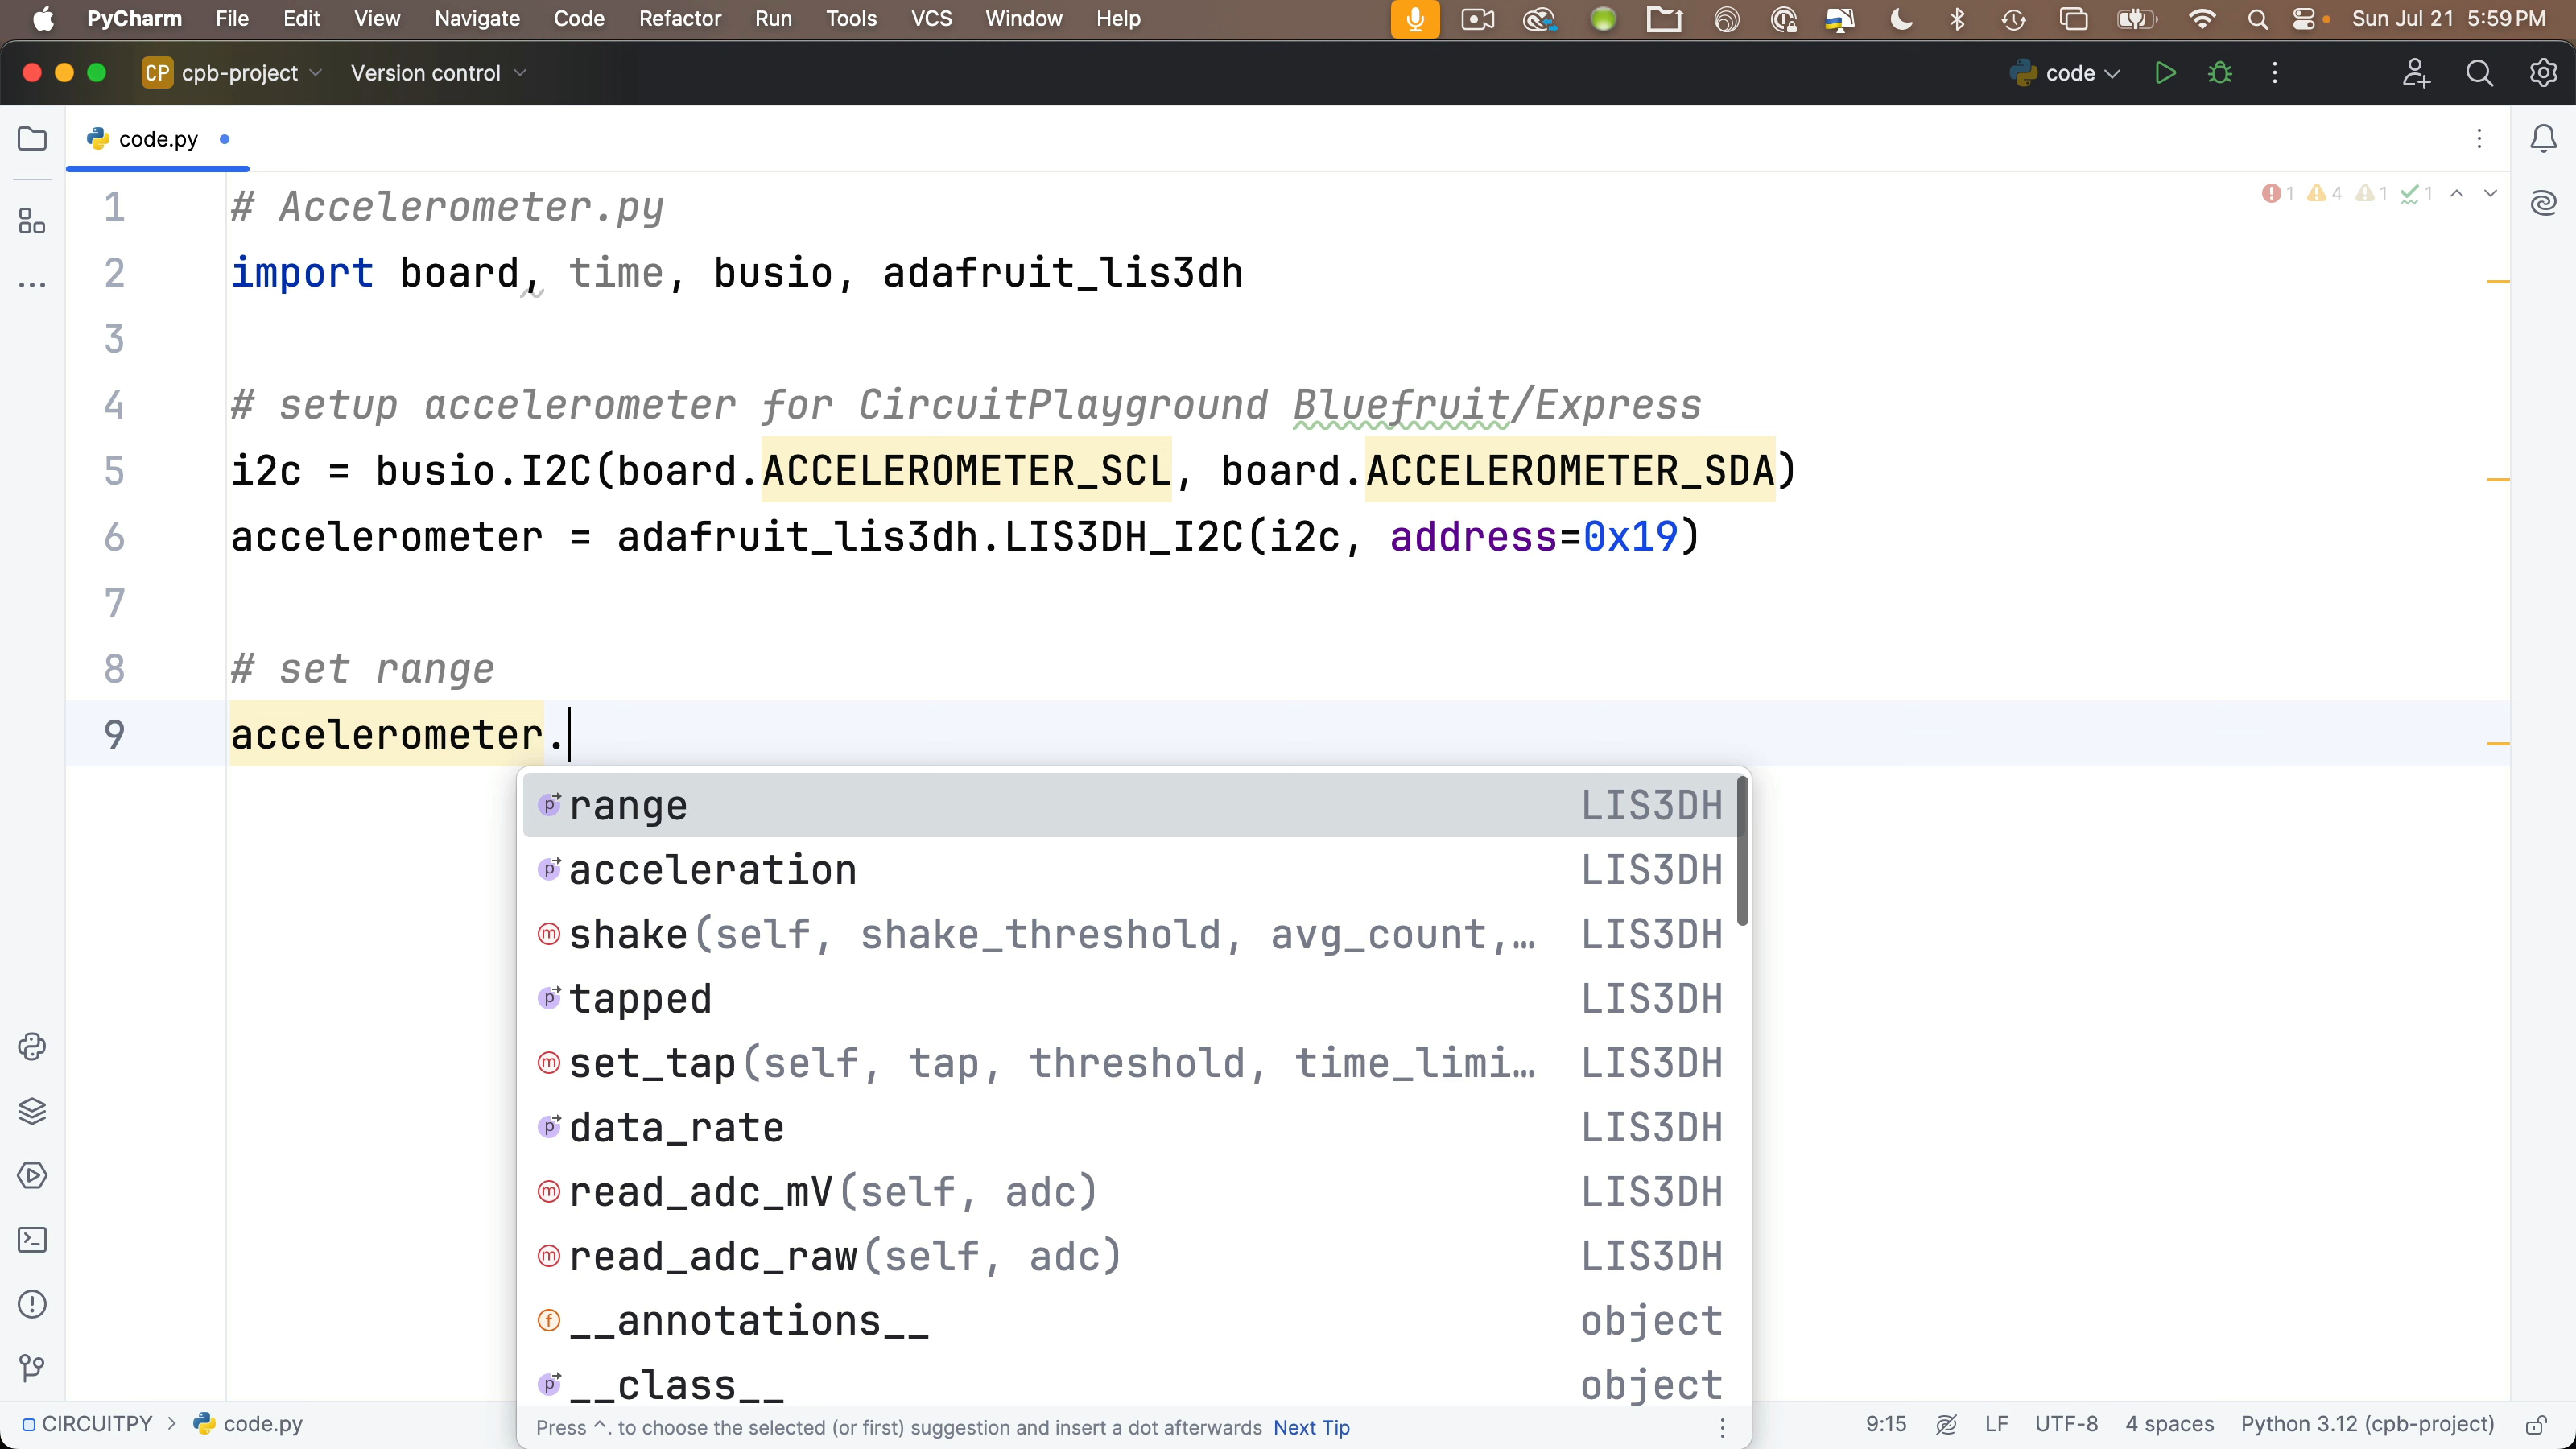 PyCharm File Edit View Navigate Code Refactor Run Tools VCS Window Help Sun Jul 21 5:59 PM
CP cpb-project Version control code
code.py
1 # Accelerometer.py 1 4 1 1
2 import board, time, busio, adafruit_lis3dh
3
4 # setup accelerometer for CircuitPlayground Bluefruit/Express
5 i2c = busio.I2C(board.ACCELEROMETER_SCL, board.ACCELEROMETER_SDA)
6 accelerometer = adafruit_lis3dh.LIS3DH_I2C(i2c, address=0x19)
7
8 # set range
9 accelerometer.
range LIS3DH
acceleration LIS3DH
shake(self, shake_threshold, avg_count,… LIS3DH
tapped LIS3DH
set_tap(self, tap, threshold, time_limi… LIS3DH
data_rate LIS3DH
read_adc_mV(self, adc) LIS3DH
read_adc_raw(self, adc) LIS3DH
__annotations__ object
__class__ object
Press ^. to choose the selected (or first) suggestion and insert a dot afterwards Next Tip
CIRCUITPY > code.py 9:15 LF UTF-8 4 spaces Python 3.12 (cpb-project)